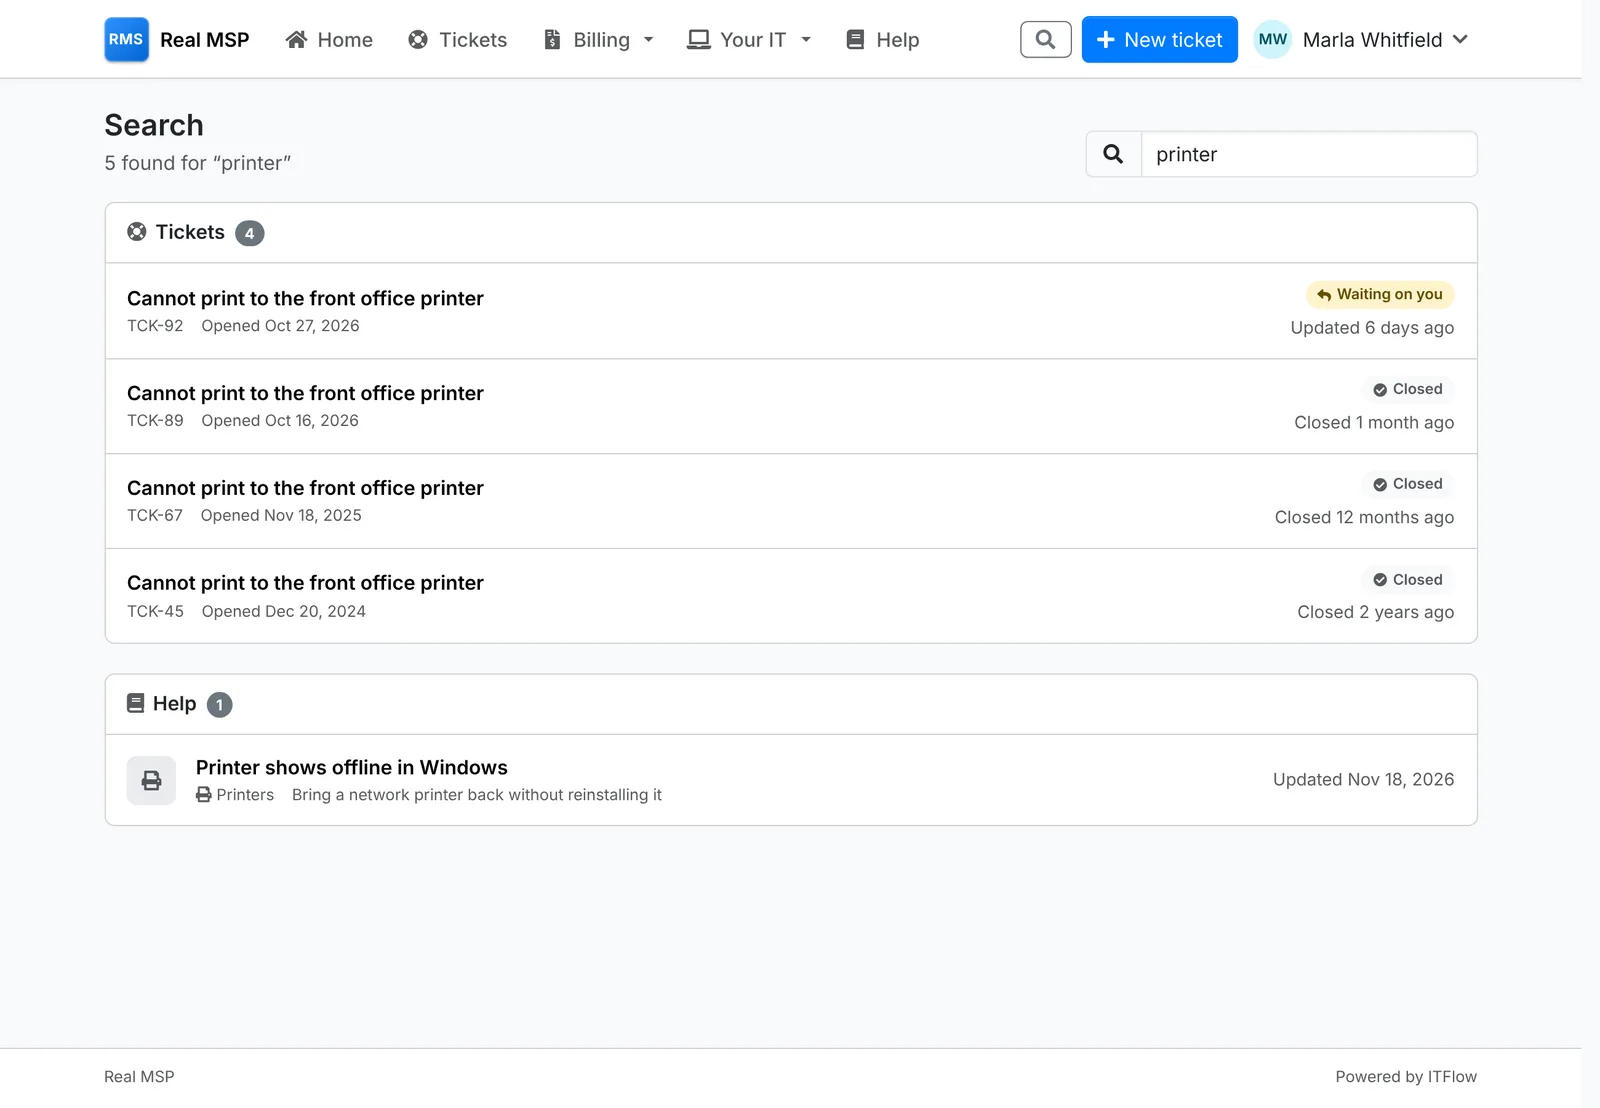 RMS Real MSP Home Tickets Billing Your IT Help New ticket MW Marla Whitfield
Search
5 found for “printer”
printer
Tickets 4
Cannot print to the front office printer
Waiting on you
TCK-92 Opened Oct 27, 2026
Updated 6 days ago
Cannot print to the front office printer
Closed
TCK-89 Opened Oct 16, 2026
Closed 1 month ago
Cannot print to the front office printer
Closed
TCK-67 Opened Nov 18, 2025
Closed 12 months ago
Cannot print to the front office printer
Closed
TCK-45 Opened Dec 20, 2024
Closed 2 years ago
Help 1
Printer shows offline in Windows
Printers Bring a network printer back without reinstalling it
Updated Nov 18, 2026
Real MSP
Powered by ITFlow